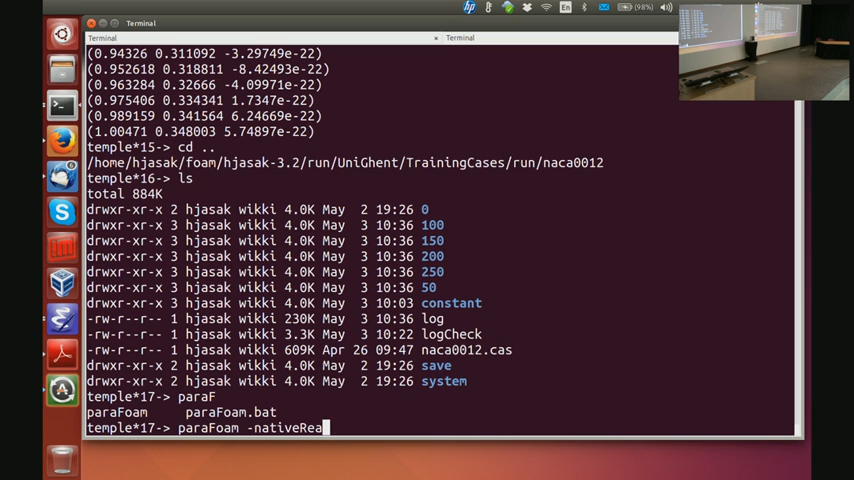 Terminal
En
(98%)
Terminal
Terminal
(0.94326 0.311092 -3.29749e-22)
(0.952618 0.318811 -8.42493e-22)
(0.963284 0.32666 -4.09971e-22)
(0.975406 0.334341 1.7347e-22)
(0.989159 0.341564 6.24669e-22)
(1.00471 0.348003 5.74897e-22)
temple*15-> cd ..
/home/hjasak/foam/hjasak-3.2/run/UniGhent/TrainingCases/run/naca0012
temple*16-> ls
total 884K
drwxr-xr-x 2 hjasak wikki 4.0K May  2 19:26 0
drwxr-xr-x 3 hjasak wikki 4.0K May  3 10:36 100
drwxr-xr-x 3 hjasak wikki 4.0K May  3 10:36 150
drwxr-xr-x 3 hjasak wikki 4.0K May  3 10:36 200
drwxr-xr-x 3 hjasak wikki 4.0K May  3 10:36 250
drwxr-xr-x 3 hjasak wikki 4.0K May  3 10:36 50
drwxr-xr-x 3 hjasak wikki 4.0K May  3 10:03 constant
-rw-r--r-- 1 hjasak wikki 230K May  3 10:36 log
-rw-r--r-- 1 hjasak wikki 3.3K May  3 10:22 logCheck
-rw-r--r-- 1 hjasak wikki 609K Apr 26 09:47 naca0012.cas
drwxr-xr-x 2 hjasak wikki 4.0K May  2 19:26 save
drwxr-xr-x 2 hjasak wikki 4.0K May  2 19:26 system
temple*17-> paraF
paraFoam     paraFoam.bat
temple*17-> paraFoam -nativeRea